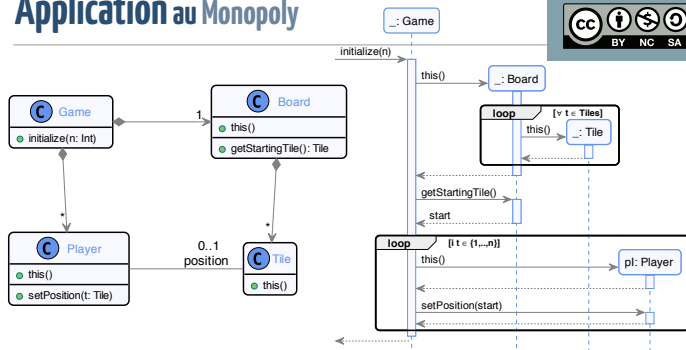 Application au Monopoly
cc
BY NC SA
_: Game
initialize(n)
this()
_: Board
loop [∀ t ∈ Tiles]
this()
_: Tile
getStartingTile()
start
loop [i t ∈ {1,..,n}]
this()
pl: Player
setPosition(start)
C Game
initialize(n: Int)
1
C Board
this()
getStartingTile(): Tile
*
*
C Player
this()
setPosition(t: Tile)
0..1
position
C Tile
this()